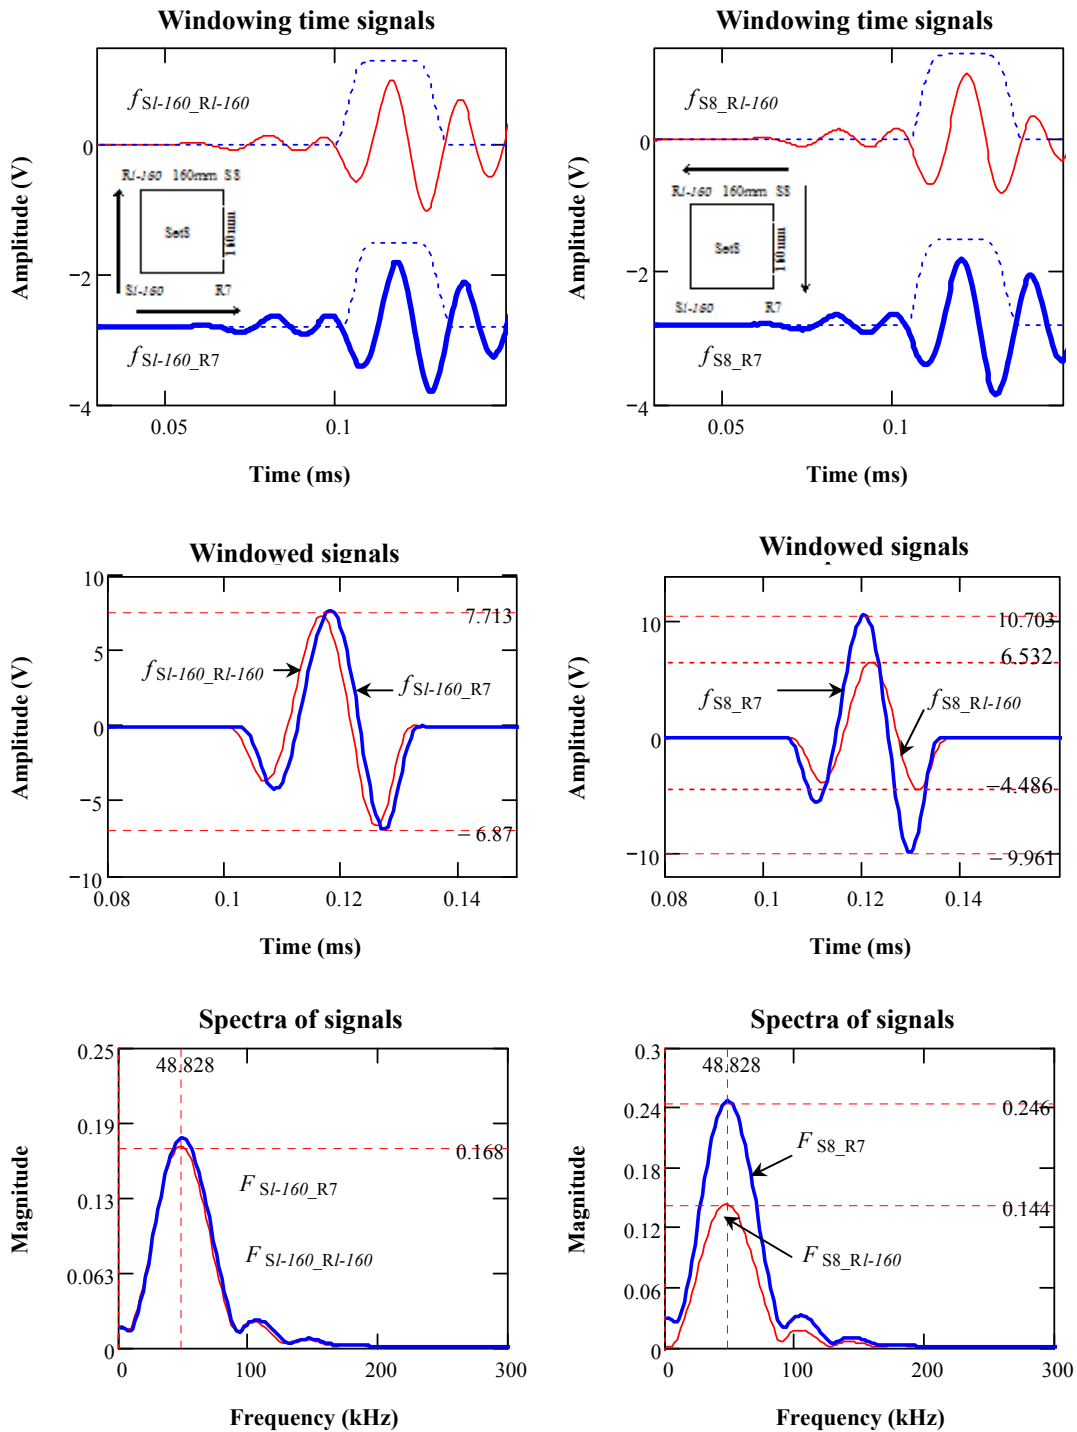 Windowing time signals
Windowing time signals
f Sl-160_Rl-160
f S8_Rl-160
0
0
Rl-160 160mm S8
Rl-160 160mm S8
Set8
160mm
Set8
160mm
Sl-160 R7
Sl-160 R7
−2
−2
f Sl-160_R7
f S8_R7
−4
−4
0.05 0.1
0.05 0.1
Amplitude (V)
Amplitude (V)
Time (ms)
Time (ms)
Windowed signals
Windowed signals
10
7.713
5
f Sl-160_Rl-160
f Sl-160_R7
0
−5
−6.87
−10
0.08 0.1 0.12 0.14
Amplitude (V)
Time (ms)
10.703
10
6.532
f S8_R7
f S8_Rl-160
0
−4.486
−10
−9.961
0.08 0.1 0.12 0.14
Amplitude (V)
Time (ms)
Spectra of signals
Spectra of signals
0.25
48.828
0.19
0.168
0.13
F Sl-160_R7
F Sl-160_Rl-160
0.063
0
0 100 200 300
Magnitude
Frequency (kHz)
0.3
48.828
0.246
0.24
F S8_R7
0.18
0.144
0.12
F S8_Rl-160
0.06
0
0 100 200 300
Magnitude
Frequency (kHz)